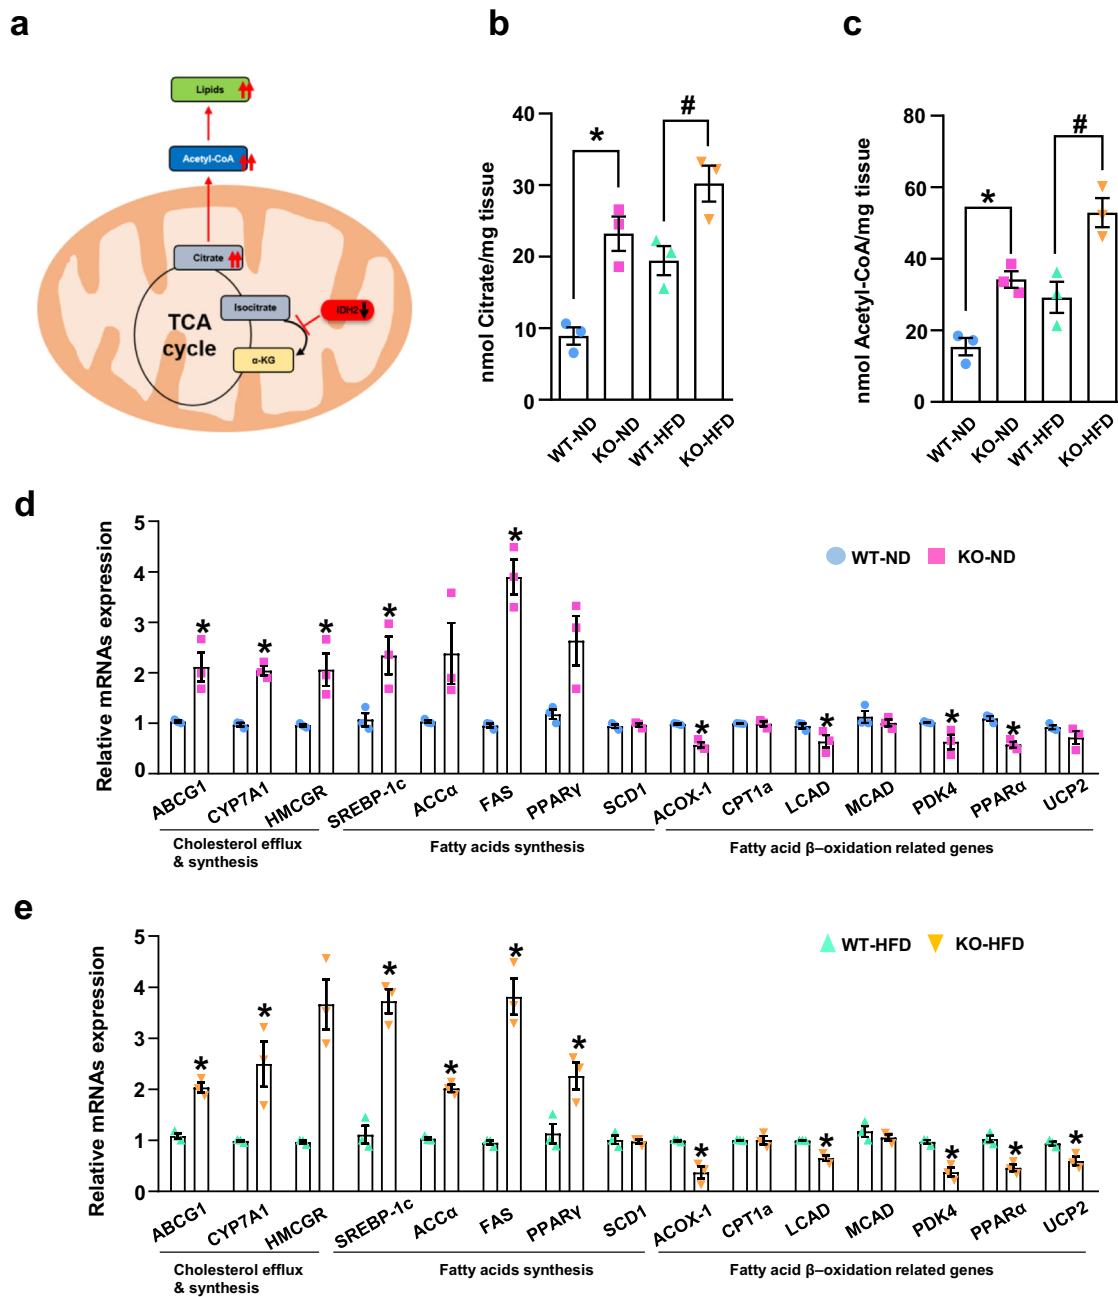 a
Lipids
Acetyl-CoA
Citrate
Isocitrate
IDH2
TCA
cycle
α-KG
b
nmol Citrate/mg tissue
40
30
20
10
0
*
#
WT-ND
KO-ND
WT-HFD
KO-HFD
c
nmol Acetyl-CoA/mg tissue
80
60
40
20
0
*
#
WT-ND
KO-ND
WT-HFD
KO-HFD
d
Relative mRNAs expression
5
4
3
2
1
0
WT-ND
KO-ND
* * * * * * * * *
ABCG1
CYP7A1
HMCGR
SREBP-1c
ACCα
FAS
PPARγ
SCD1
ACOX-1
CPT1a
LCAD
MCAD
PDK4
PPARα
UCP2
Cholesterol efflux
& synthesis
Fatty acids synthesis
Fatty acid β–oxidation related genes
e
Relative mRNAs expression
5
4
3
2
1
0
WT-HFD
KO-HFD
* * * * * * * * * * *
ABCG1
CYP7A1
HMCGR
SREBP-1c
ACCα
FAS
PPARγ
SCD1
ACOX-1
CPT1a
LCAD
MCAD
PDK4
PPARα
UCP2
Cholesterol efflux
& synthesis
Fatty acids synthesis
Fatty acid β–oxidation related genes